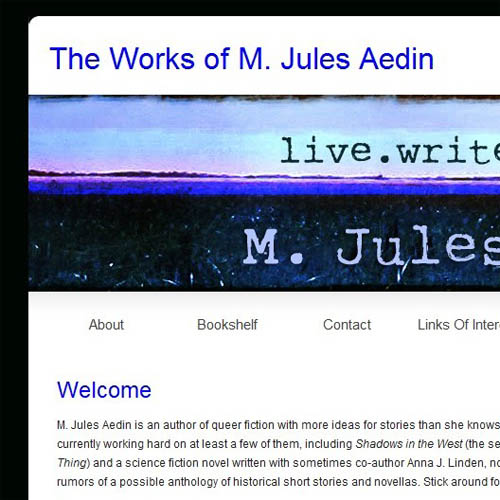 The Works of M. Jules Aedin
live.write
M. Jules
About Bookshelf Contact Links Of Inter
Welcome
M. Jules Aedin is an author of queer fiction with more ideas for stories than she knows
currently working hard on at least a few of them, including Shadows in the West (the se
Thing) and a science fiction novel written with sometimes co-author Anna J. Linden, no
rumors of a possible anthology of historical short stories and novellas. Stick around fo